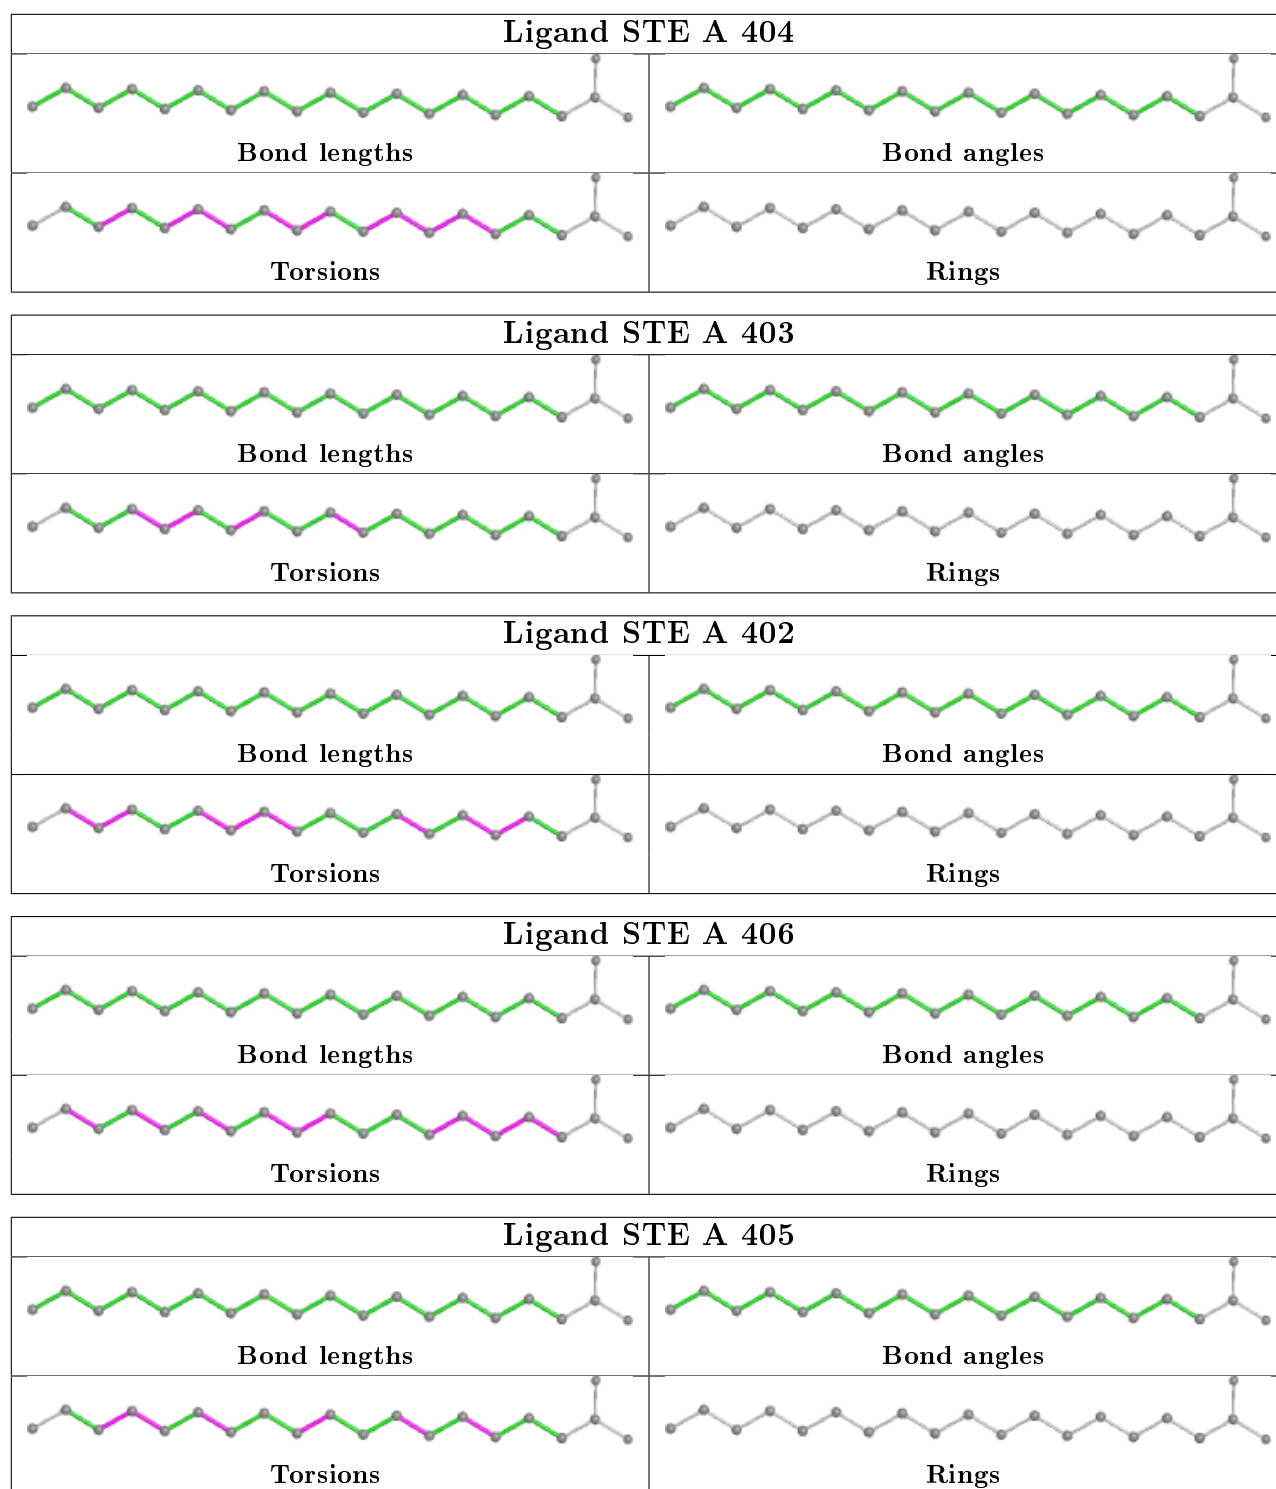 Ligand STE A 404
Bond lengths
Bond angles
Torsions
Rings
Ligand STE A 403
Bond lengths
Bond angles
Torsions
Rings
Ligand STE A 402
Bond lengths
Bond angles
Torsions
Rings
Ligand STE A 406
Bond lengths
Bond angles
Torsions
Rings
Ligand STE A 405
Bond lengths
Bond angles
Torsions
Rings